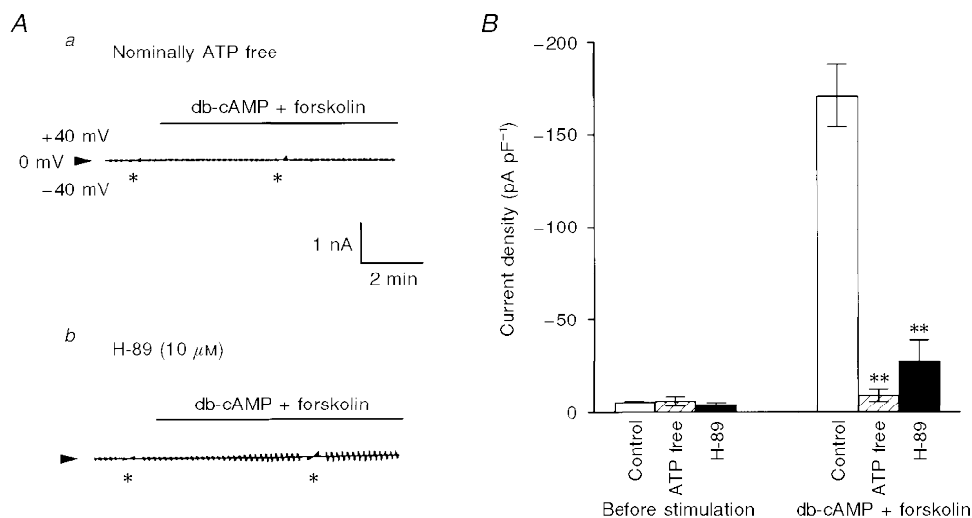 A
a
Nominally ATP free
db-cAMP + forskolin
+40 mV
0 mV
−40 mV
*
*
1 nA
2 min
b
H-89 (10 μM)
db-cAMP + forskolin
*
*
B
Current density (pA pF⁻¹)
−200
−150
−100
−50
0
**
**
Control
ATP free
H-89
Control
ATP free
H-89
Before stimulation
db-cAMP + forskolin